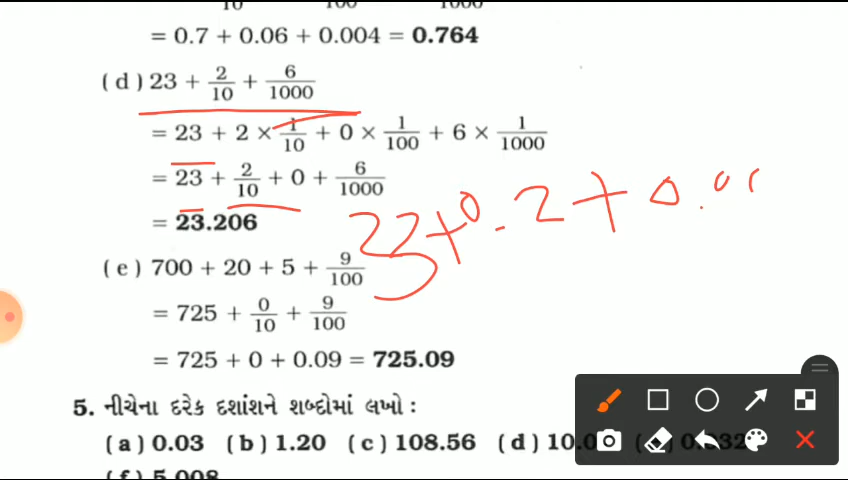 = 0.7 + 0.06 + 0.004 = 0.764
(d) 23 + 2/10 + 6/1000
= 23 + 2 × 1/10 + 0 × 1/100 + 6 × 1/1000
= 23 + 2/10 + 0 + 6/1000
23 + 0.2 + 0.00
= 23.206
(e) 700 + 20 + 5 + 9/100
= 725 + 0/10 + 9/100
= 725 + 0 + 0.09 = 725.09
5. નીચેના દરેક દશાંશને શબ્દોમાં લખો :
(a) 0.03 (b) 1.20 (c) 108.56 (d) 10.0
(f) 5.008